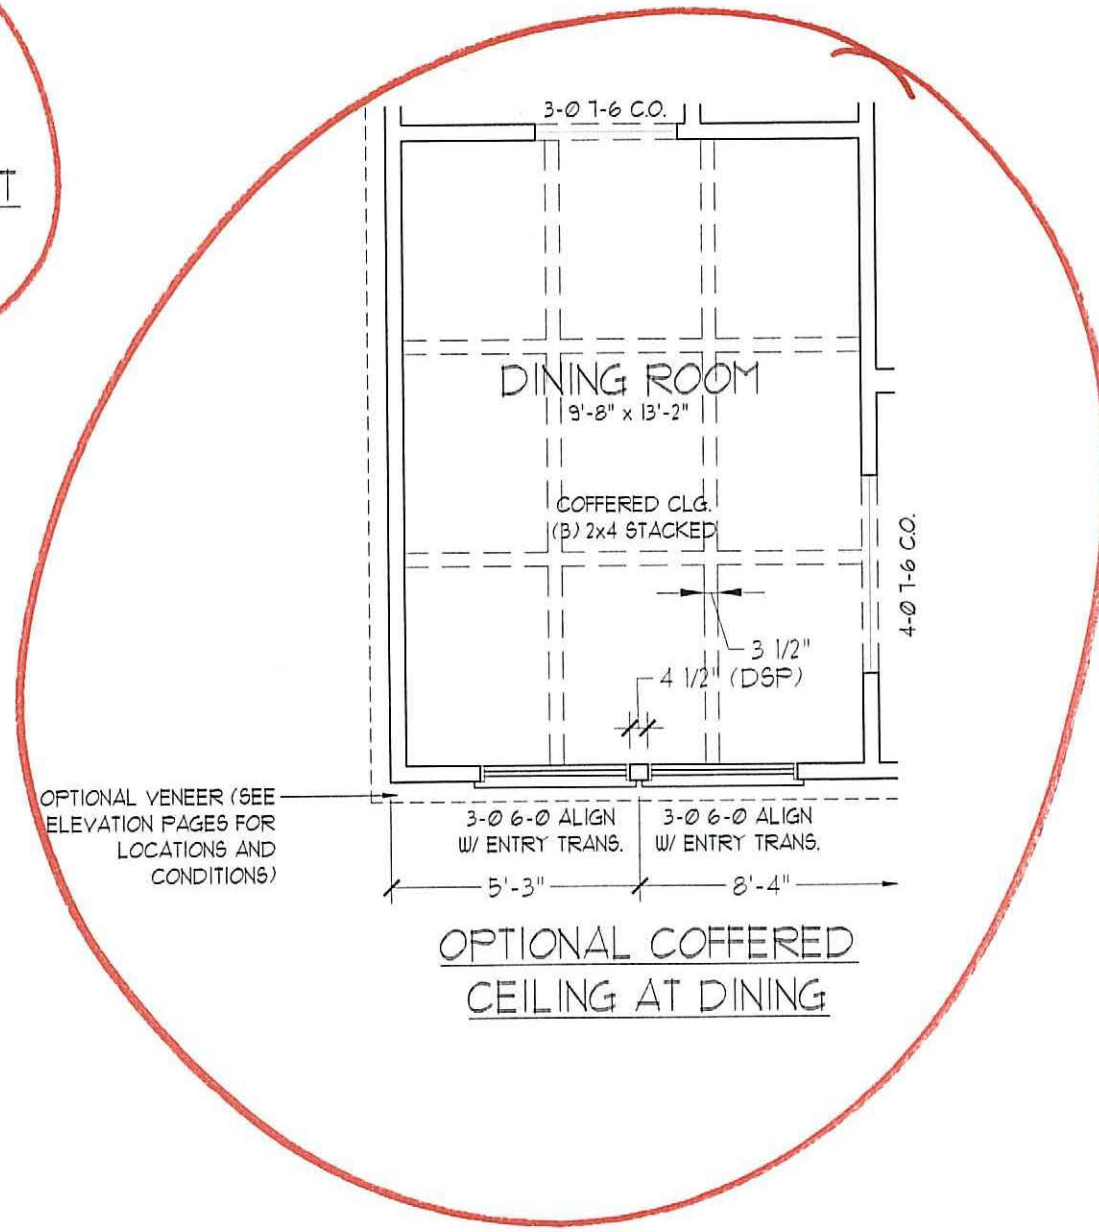 T
3-0 7-6 C.O.
DINING ROOM
9'-8" x 13'-2"
COFFERED CLG.
(3) 2x4 STACKED
4-0 7-6 C.O.
3 1/2"
4 1/2" (DSP)
OPTIONAL VENEER (SEE
ELEVATION PAGES FOR
LOCATIONS AND
CONDITIONS)
3-0 6-0 ALIGN
W/ ENTRY TRANS.
3-0 6-0 ALIGN
W/ ENTRY TRANS.
5'-3"
8'-4"
OPTIONAL COFFERED
CEILING AT DINING